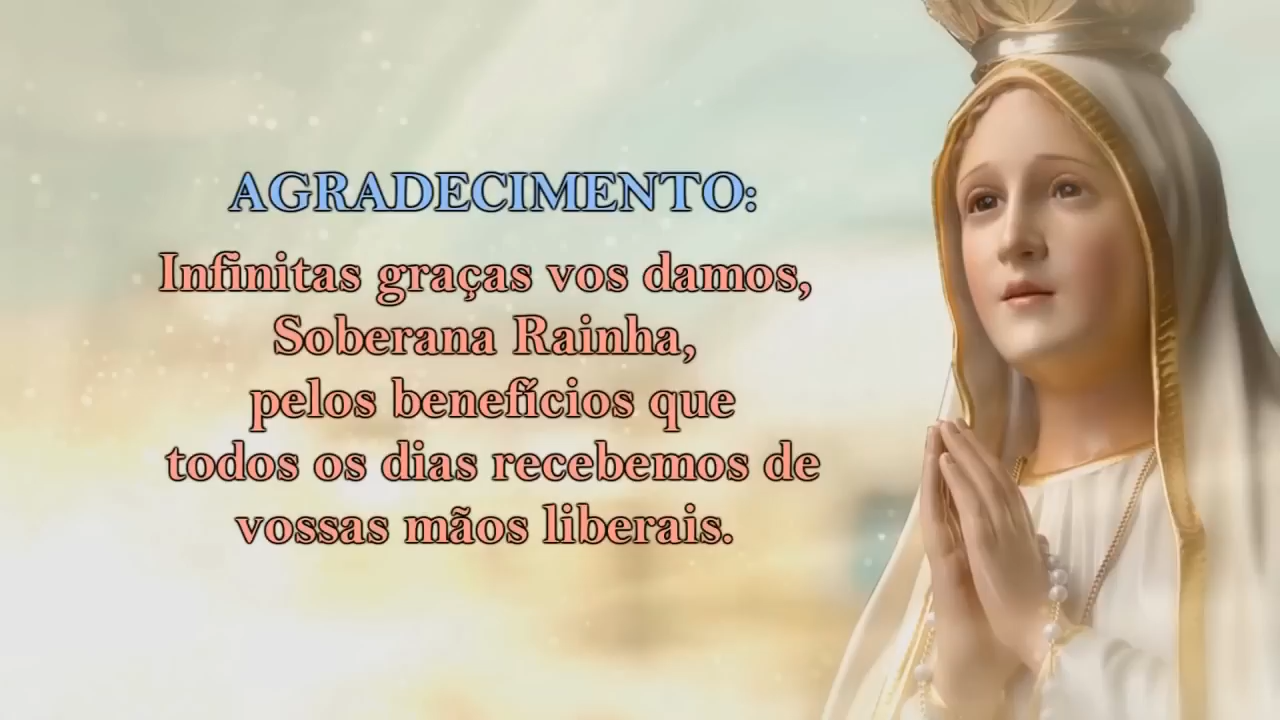 AGRADECIMENTO:
Infinitas graças vos damos,
Soberana Rainha,
pelos benefícios que
todos os dias recebemos de
vossas mãos liberais.